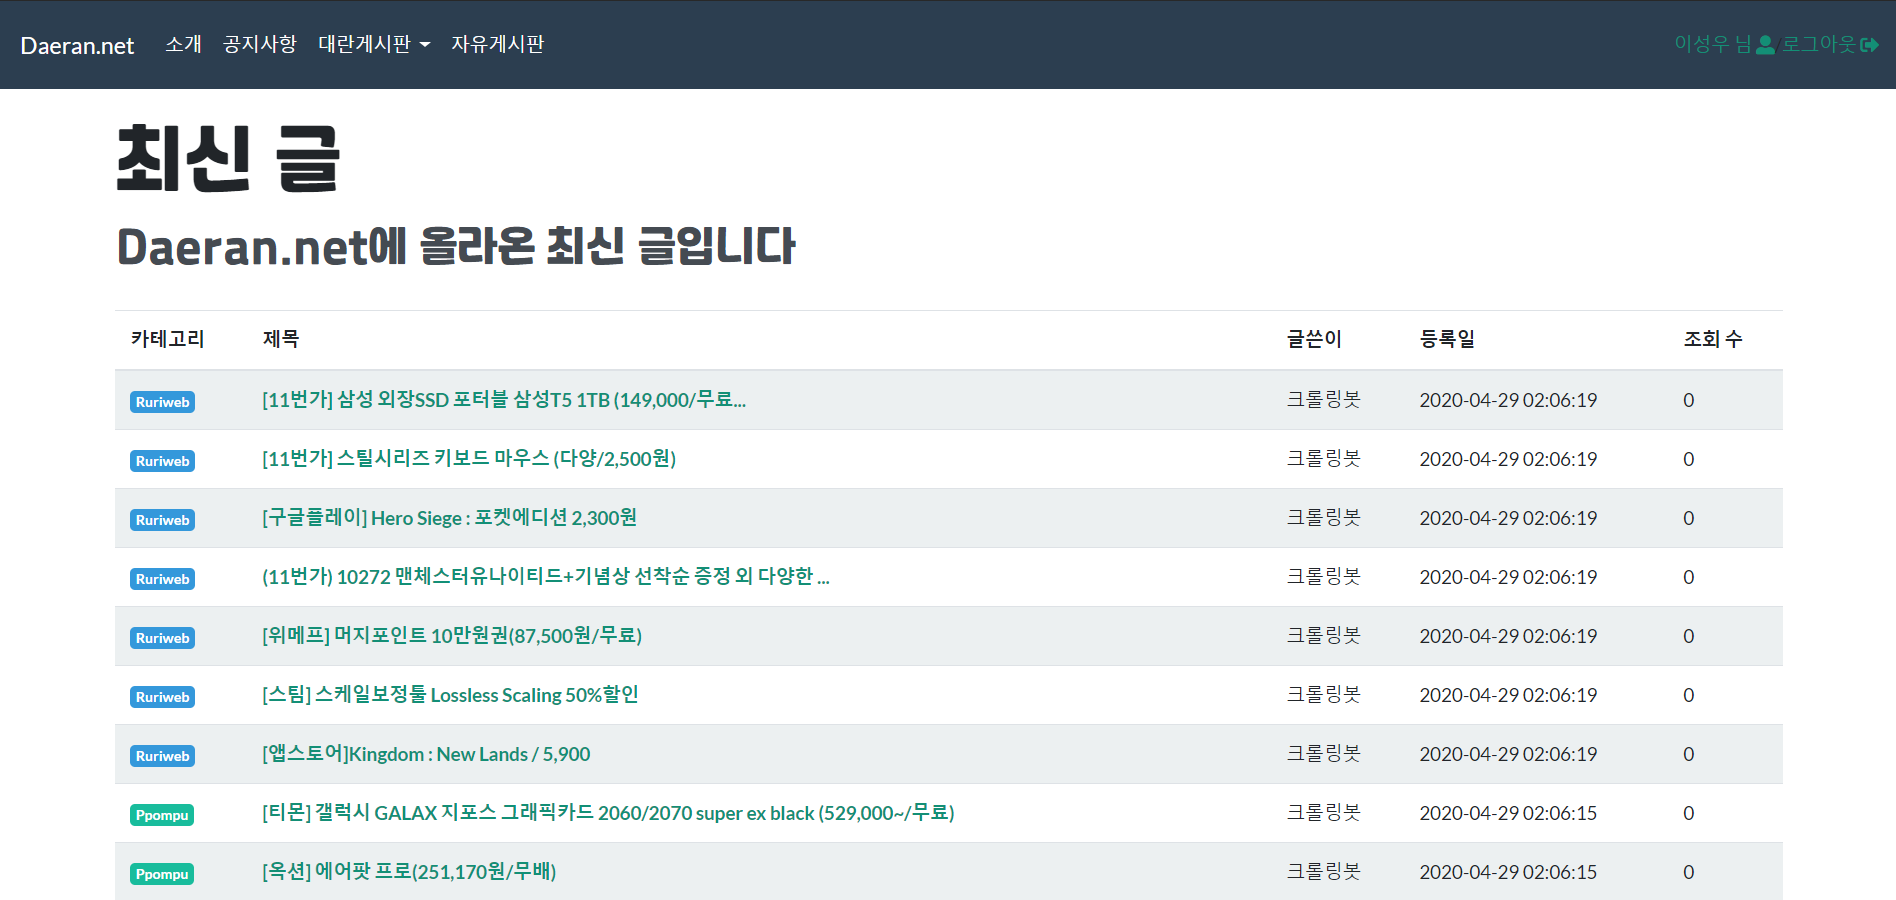 Daeran.net 소개 공지사항 대란게시판 자유게시판 이성우 님 /로그아웃
최신 글
Daeran.net에 올라온 최신 글입니다
카테고리 제목 글쓴이 등록일 조회 수
Ruriweb [11번가] 삼성 외장SSD 포터블 삼성T5 1TB (149,000/무료... 크롤링봇 2020-04-29 02:06:19 0
Ruriweb [11번가] 스틸시리즈 키보드 마우스 (다양/2,500원) 크롤링봇 2020-04-29 02:06:19 0
Ruriweb [구글플레이] Hero Siege : 포켓에디션 2,300원 크롤링봇 2020-04-29 02:06:19 0
Ruriweb (11번가) 10272 맨체스터유나이티드+기념상 선착순 증정 외 다양한 ... 크롤링봇 2020-04-29 02:06:19 0
Ruriweb [위메프] 머지포인트 10만원권(87,500원/무료) 크롤링봇 2020-04-29 02:06:19 0
Ruriweb [스팀] 스케일보정툴 Lossless Scaling 50%할인 크롤링봇 2020-04-29 02:06:19 0
Ruriweb [앱스토어]Kingdom : New Lands / 5,900 크롤링봇 2020-04-29 02:06:19 0
Ppompu [티몬] 갤럭시 GALAX 지포스 그래픽카드 2060/2070 super ex black (529,000~/무료) 크롤링봇 2020-04-29 02:06:15 0
Ppompu [옥션] 에어팟 프로(251,170원/무배) 크롤링봇 2020-04-29 02:06:15 0